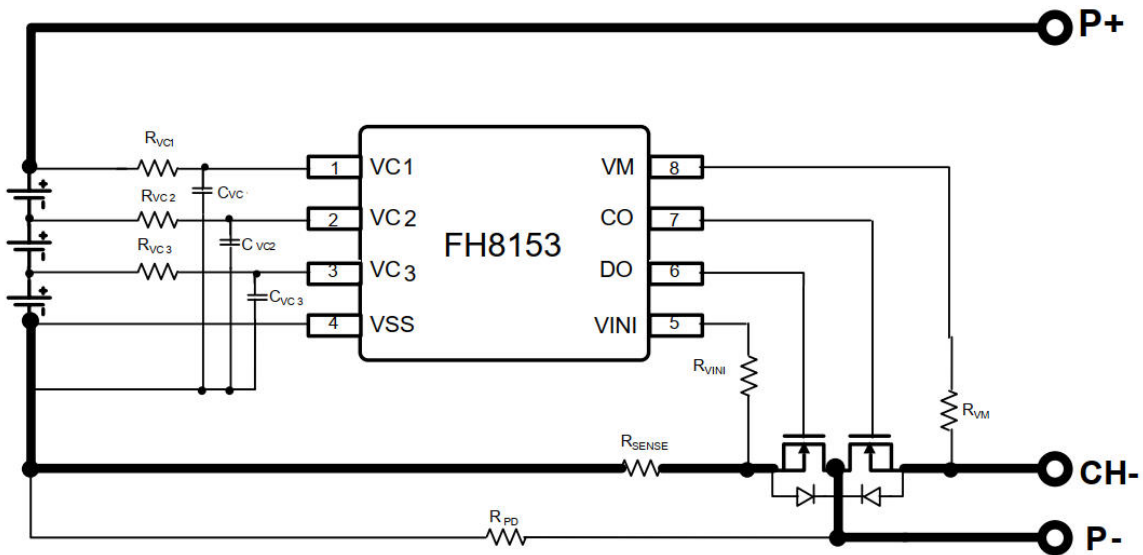 P+
RVC1
1 VC1
VM 8
CVC
RVC2
2 VC2
CO 7
FH8153
CVC2
RVC3
3 VC3
DO 6
CVC3
4 VSS
VINI 5
RVINI
RVM
RSENSE
CH-
RPD
P-